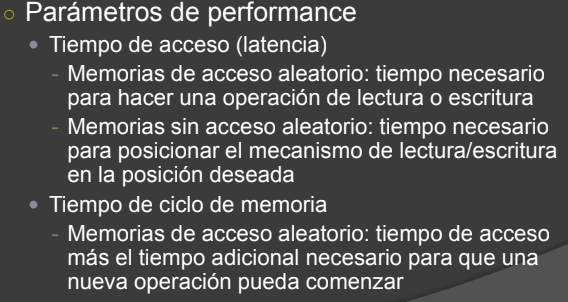 Parámetros de performance
Tiempo de acceso (latencia)
- Memorias de acceso aleatorio: tiempo necesario
para hacer una operación de lectura o escritura
- Memorias sin acceso aleatorio: tiempo necesario
para posicionar el mecanismo de lectura/escritura
en la posición deseada
Tiempo de ciclo de memoria
- Memorias de acceso aleatorio: tiempo de acceso
más el tiempo adicional necesario para que una
nueva operación pueda comenzar